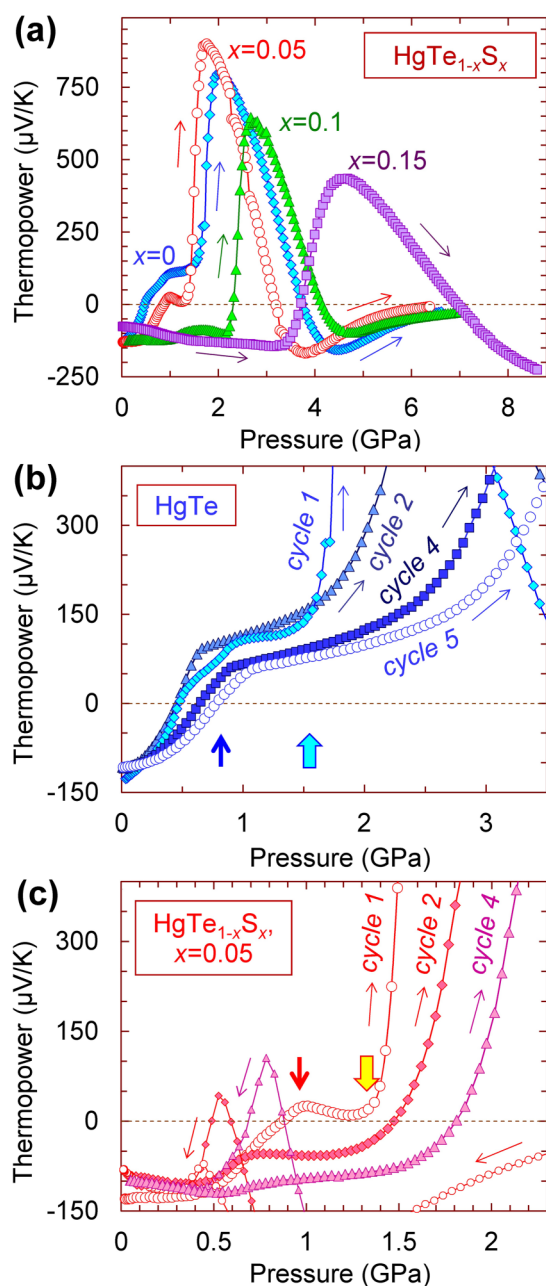 (a)
HgTe1-xSx
x=0.05
x=0
x=0.1
x=0.15
Thermopower (µV/K)
750
500
250
0
-250
0 2 4 6 8
Pressure (GPa)
(b)
HgTe
cycle 1
cycle 2
cycle 4
cycle 5
Thermopower (µV/K)
300
150
0
-150
0 1 2 3
Pressure (GPa)
(c)
HgTe1-xSx,
x=0.05
cycle 1
cycle 2
cycle 4
Thermopower (µV/K)
300
150
0
-150
0 0.5 1 1.5 2
Pressure (GPa)